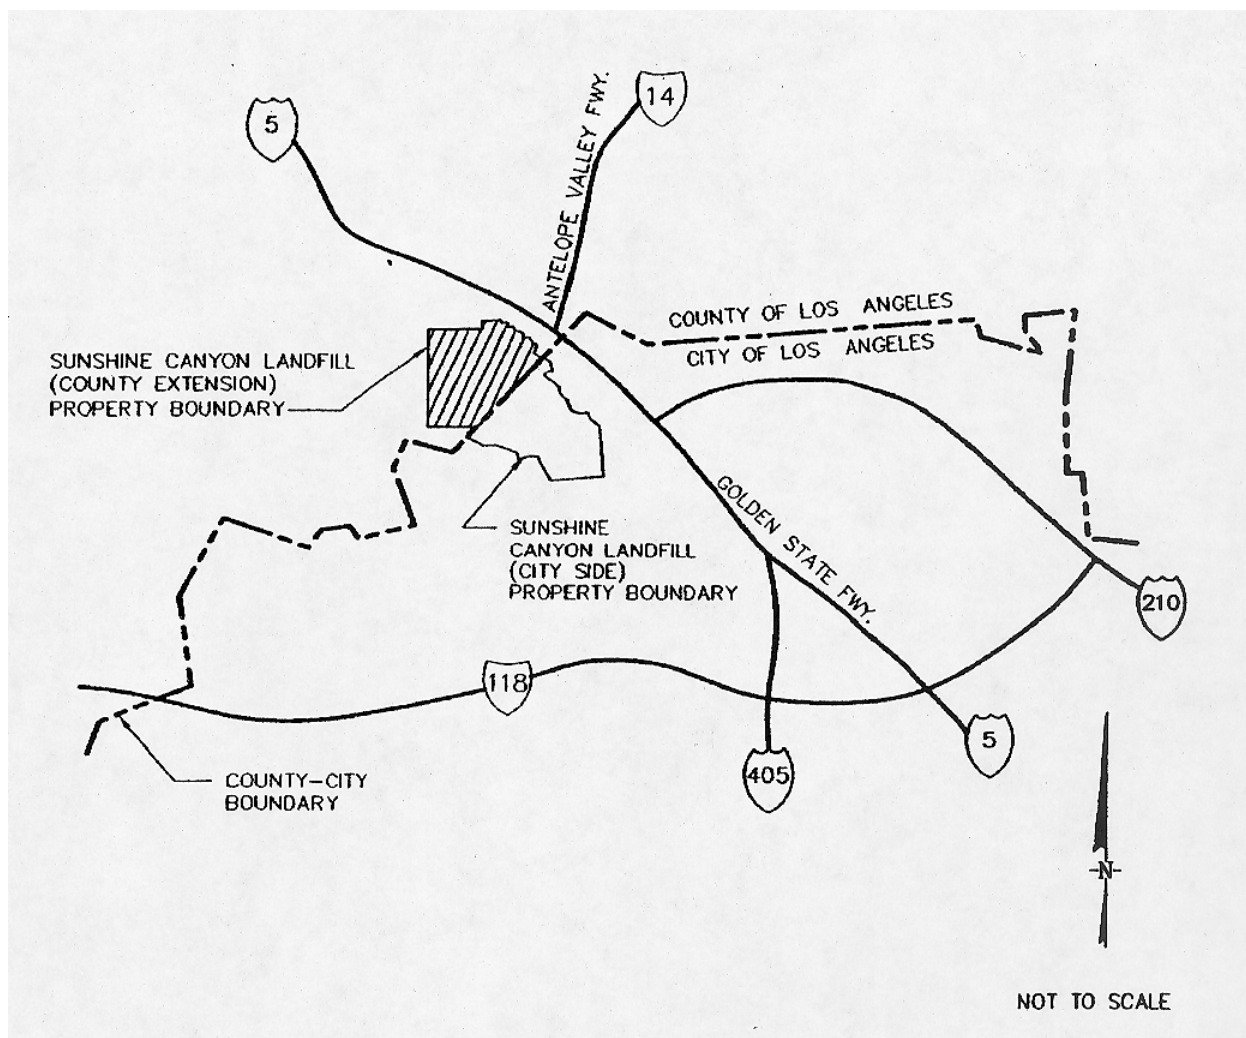 14
5
ANTELOPE VALLEY FWY.
COUNTY OF LOS ANGELES
CITY OF LOS ANGELES
SUNSHINE CANYON LANDFILL
(COUNTY EXTENSION)
PROPERTY BOUNDARY
GOLDEN STATE FWY.
SUNSHINE
CANYON LANDFILL
(CITY SIDE)
PROPERTY BOUNDARY
210
118
5
405
COUNTY-CITY
BOUNDARY
-N-
NOT TO SCALE